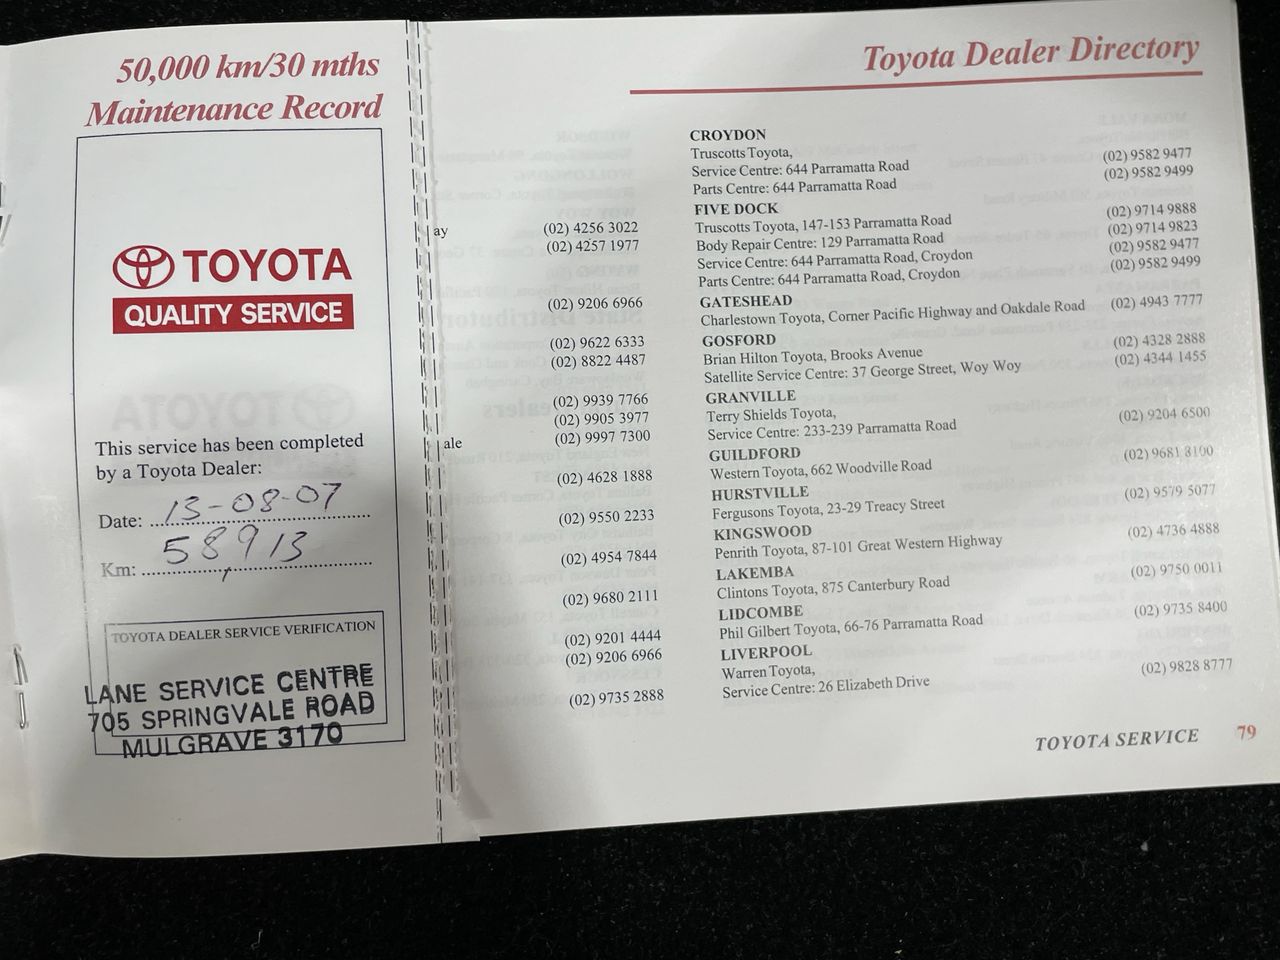 50,000 km/30 mths
Maintenance Record
TOYOTA
QUALITY SERVICE
This service has been completed
by a Toyota Dealer:
Date: 13-08-07
Km: 58,913
TOYOTA DEALER SERVICE VERIFICATION
LANE SERVICE CENTRE
705 SPRINGVALE ROAD
MULGRAVE 3170
Toyota Dealer Directory
ay (02) 4256 3022
(02) 4257 1977
(02) 9206 6966
(02) 9622 6333
(02) 8822 4487
(02) 9939 7766
(02) 9905 3977
ale (02) 9997 7300
(02) 4628 1888
(02) 9550 2233
(02) 4954 7844
(02) 9680 2111
(02) 9201 4444
(02) 9206 6966
(02) 9735 2888
CROYDON
Truscotts Toyota,
Service Centre: 644 Parramatta Road (02) 9582 9477
Parts Centre: 644 Parramatta Road (02) 9582 9499
FIVE DOCK
Truscotts Toyota, 147-153 Parramatta Road (02) 9714 9888
Body Repair Centre: 129 Parramatta Road (02) 9714 9823
Service Centre: 644 Parramatta Road, Croydon (02) 9582 9477
Parts Centre: 644 Parramatta Road, Croydon (02) 9582 9499
GATESHEAD
Charlestown Toyota, Corner Pacific Highway and Oakdale Road (02) 4943 7777
GOSFORD
Brian Hilton Toyota, Brooks Avenue (02) 4328 2888
Satellite Service Centre: 37 George Street, Woy Woy (02) 4344 1455
GRANVILLE
Terry Shields Toyota,
Service Centre: 233-239 Parramatta Road (02) 9204 6500
GUILDFORD
Western Toyota, 662 Woodville Road (02) 9681 8100
HURSTVILLE
Fergusons Toyota, 23-29 Treacy Street (02) 9579 5077
KINGSWOOD
Penrith Toyota, 87-101 Great Western Highway (02) 4736 4888
LAKEMBA
Clintons Toyota, 875 Canterbury Road (02) 9750 0011
LIDCOMBE
Phil Gilbert Toyota, 66-76 Parramatta Road (02) 9735 8400
LIVERPOOL
Warren Toyota,
Service Centre: 26 Elizabeth Drive (02) 9828 8777
TOYOTA SERVICE 79